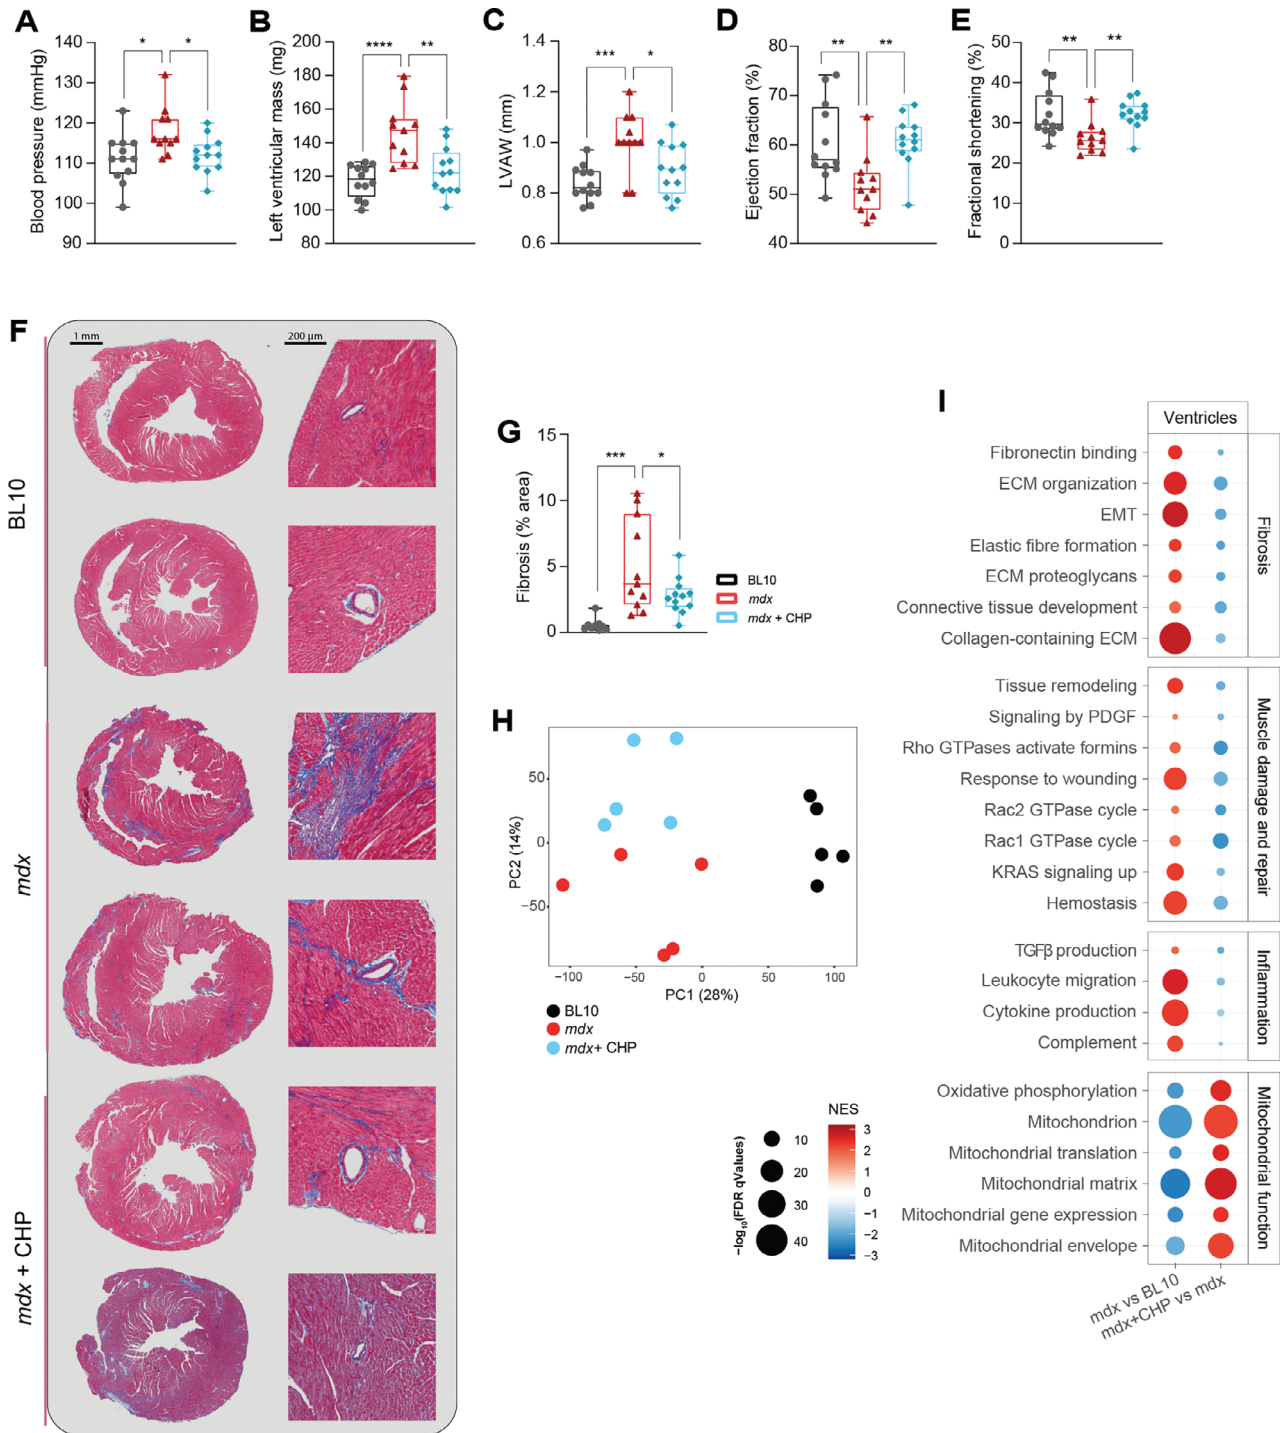 A
Blood pressure (mmHg)
140
130
120
110
100
90
* *
B
Left ventricular mass (mg)
200
180
160
140
120
100
80
**** **
C
LVAW (mm)
1.4
1.2
1.0
0.8
0.6
*** *
D
Ejection fraction (%)
80
70
60
50
40
** **
E
Fractional shortening (%)
50
40
30
20
10
0
** **
F
1 mm
200 µm
BL10
mdx
mdx + CHP
G
Fibrosis (% area)
15
10
5
0
*** *
BL10
mdx
mdx + CHP
H
PC2 (14%)
50
0
−50
−100 −50 0 50 100
PC1 (28%)
BL10
mdx
mdx+ CHP
I
Ventricles
Fibronectin binding
ECM organization
EMT
Elastic fibre formation
ECM proteoglycans
Connective tissue development
Collagen-containing ECM
Fibrosis
Tissue remodeling
Signaling by PDGF
Rho GTPases activate formins
Response to wounding
Rac2 GTPase cycle
Rac1 GTPase cycle
KRAS signaling up
Hemostasis
Muscle damage and repair
TGFβ production
Leukocyte migration
Cytokine production
Complement
Inflammation
Oxidative phosphorylation
Mitochondrion
Mitochondrial translation
Mitochondrial matrix
Mitochondrial gene expression
Mitochondrial envelope
Mitochondrial function
mdx vs BL10
mdx+CHP vs mdx
−log10(FDR qValues)
10
20
30
40
NES
3
2
1
0
−1
−2
−3